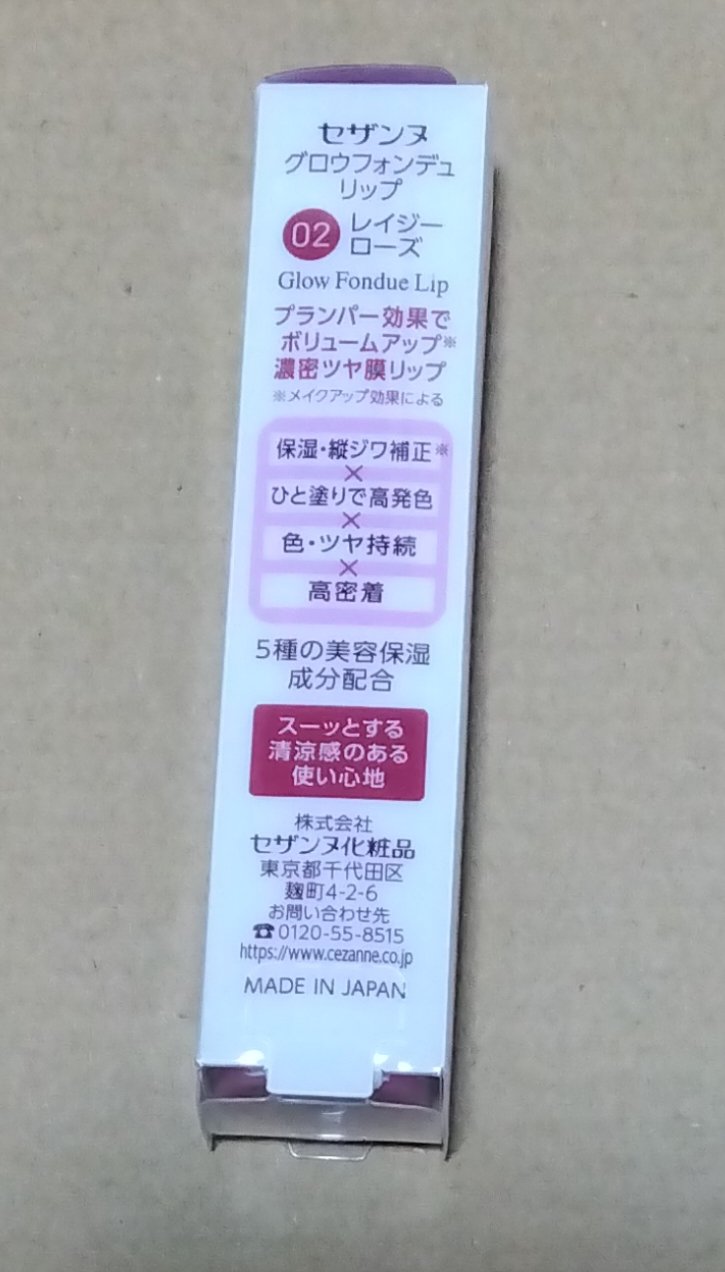 セザンヌ
グロウフォンデュ
リップ
02 レイジー
ローズ
Glow Fondue Lip
プランパー効果で
ボリュームアップ※
濃密ツヤ膜リップ
※メイクアップ効果による
保湿・縦ジワ補正※
×
ひと塗りで高発色
×
色・ツヤ持続
×
高密着
5種の美容保湿
成分配合
スーッとする
清涼感のある
使い心地
株式会社
セザンヌ化粧品
東京都千代田区
麹町4-2-6
お問い合わせ先
☎0120-55-8515
https://www.cezanne.co.jp
MADE IN JAPAN